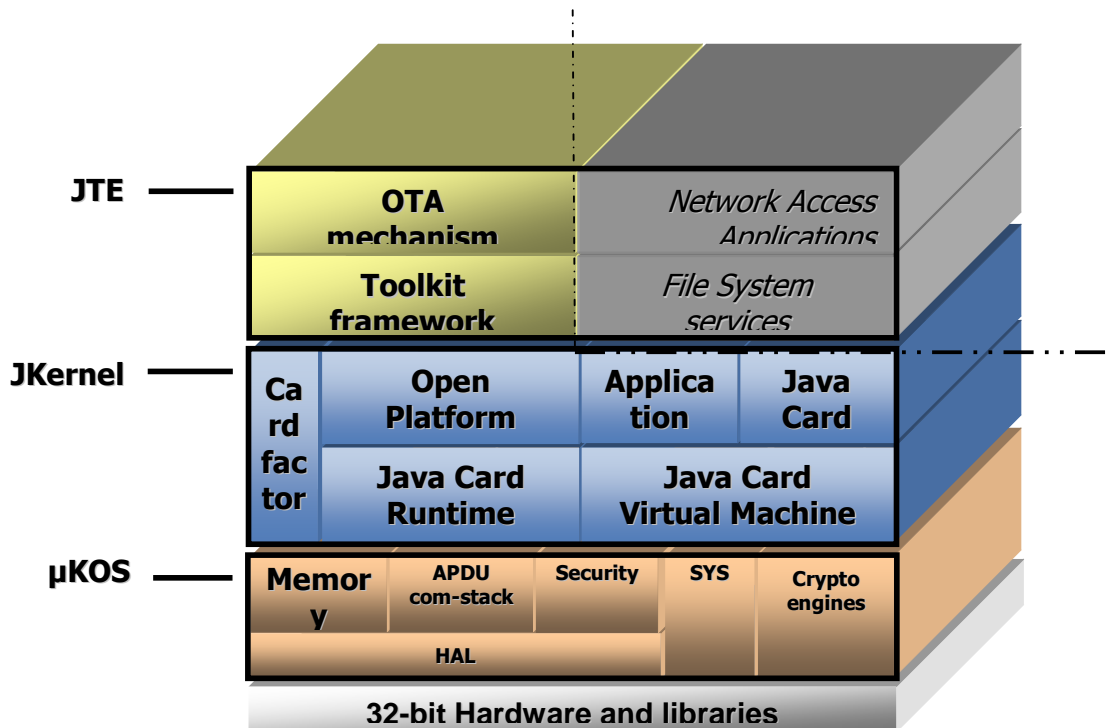 JTE
OTA
mechanism
Network Access
Applications
Toolkit
framework
File System
services
JKernel
Ca
rd
fac
tor
Open
Platform
Applica
tion
Java
Card
Java Card
Runtime
Java Card
Virtual Machine
µKOS
Memor
y
APDU
com-stack
Security
SYS
Crypto
engines
HAL
32-bit Hardware and libraries